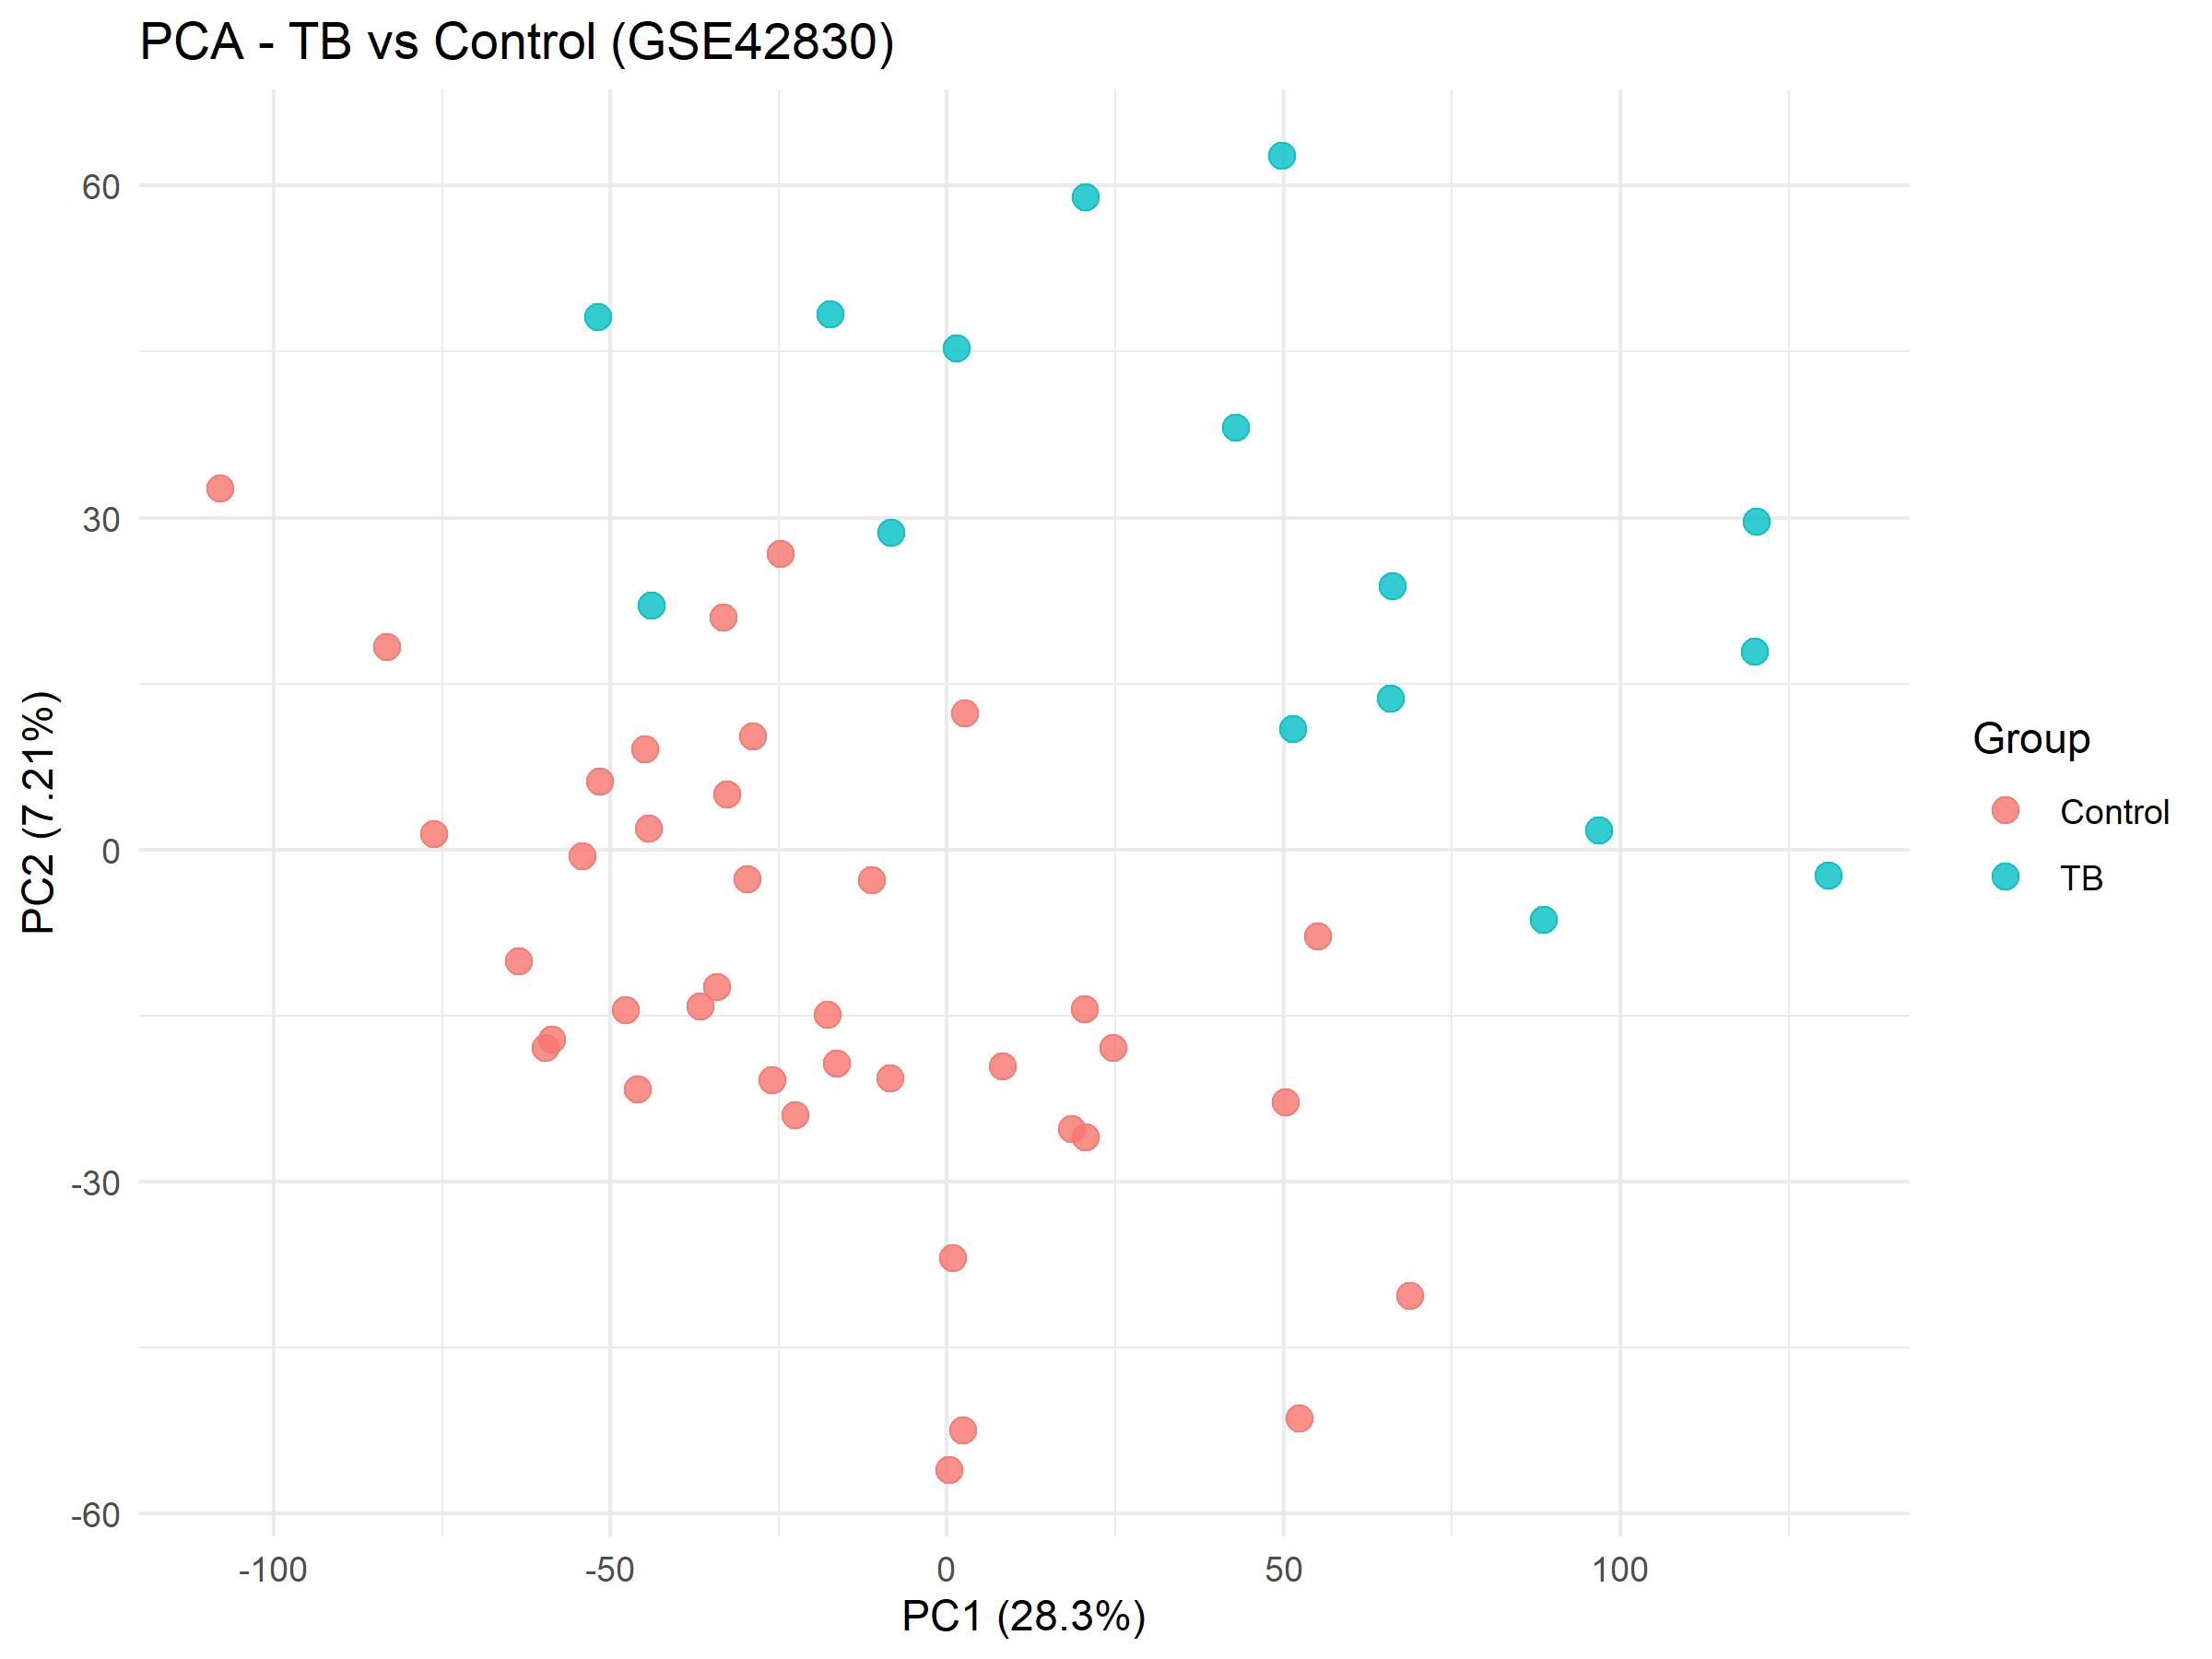 PCA - TB vs Control (GSE42830)
60
30
0
-30
-60
PC2 (7.21%)
-100
-50
0
50
100
PC1 (28.3%)
Group
Control
TB